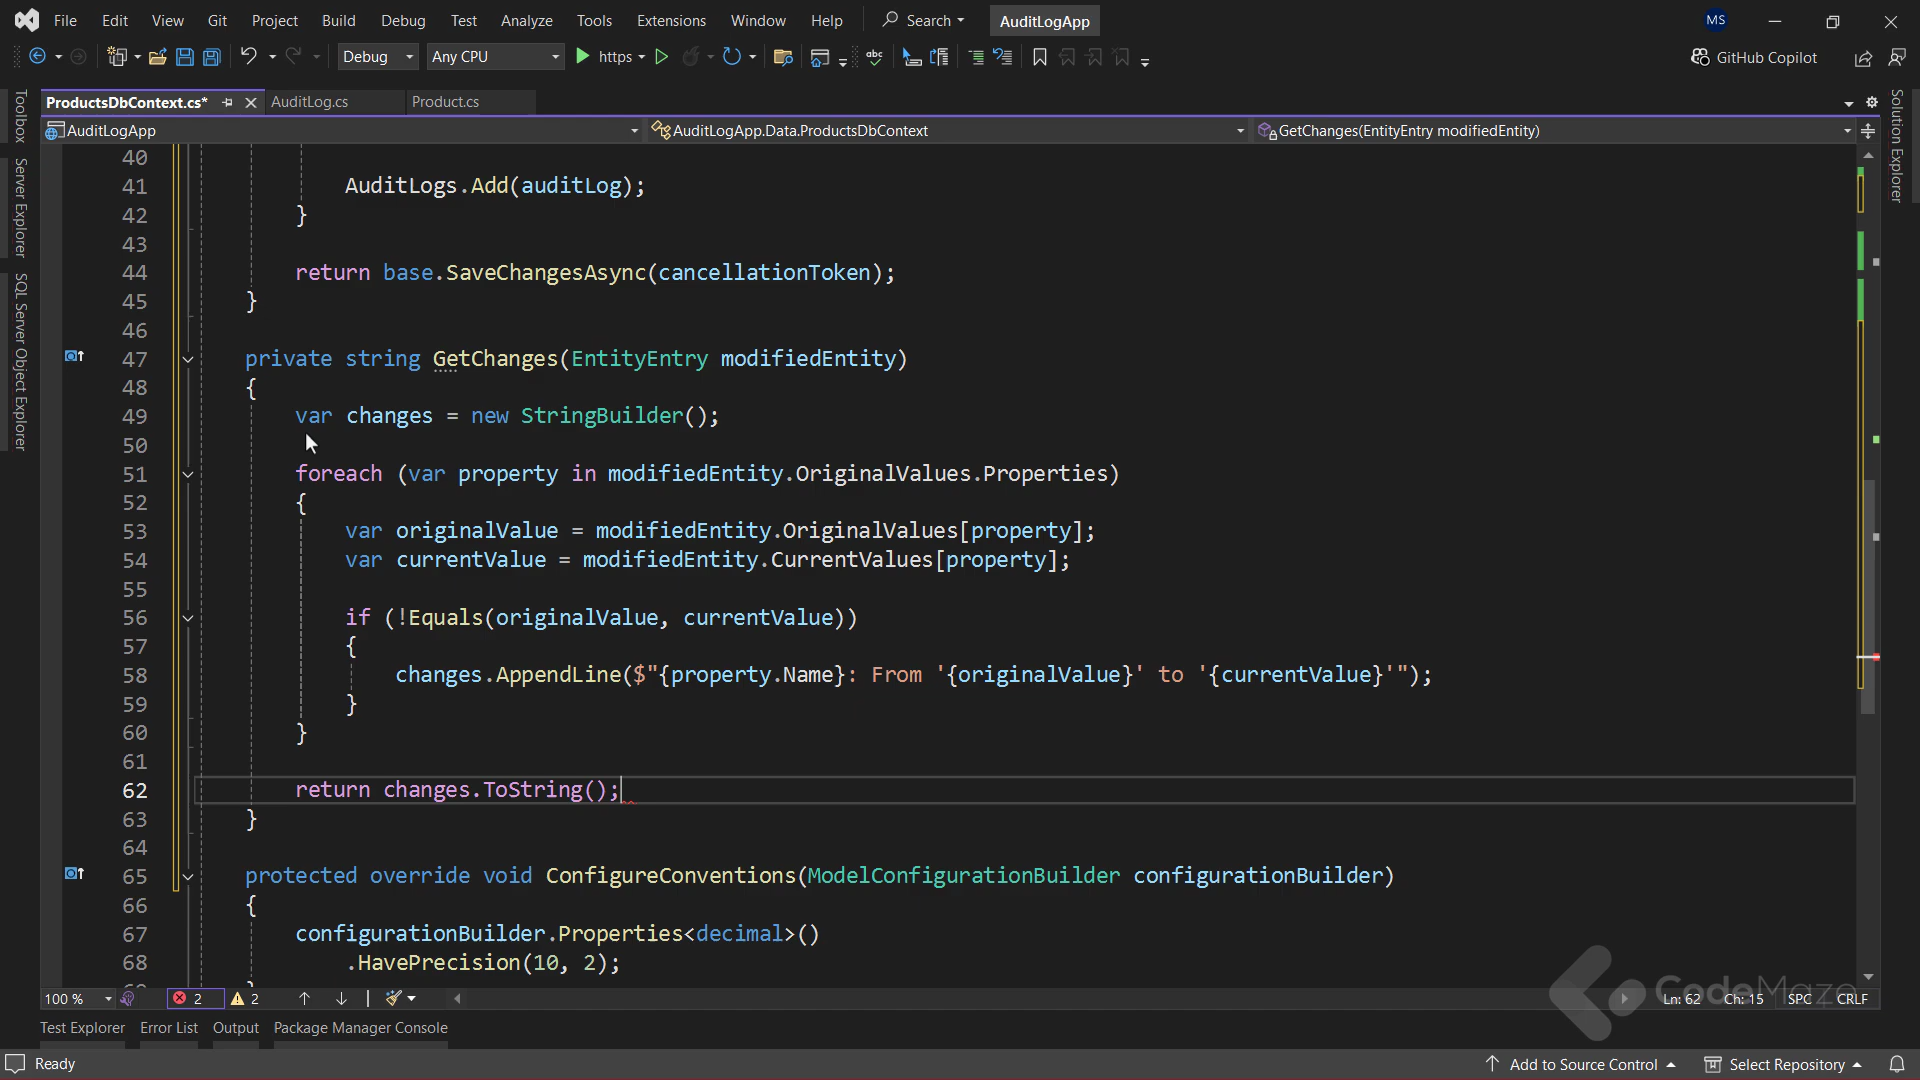 File Edit View Git Project Build Debug Test Analyze Tools Extensions Window Help Search AuditLogApp MS
Debug Any CPU https abc GitHub Copilot
ProductsDbContext.cs* AuditLog.cs Product.cs
AuditLogApp AuditLogApp.Data.ProductsDbContext GetChanges(EntityEntry modifiedEntity)
Toolbox
Server Explorer
SQL Server Object Explorer
Solution Explorer
40
41 AuditLogs.Add(auditLog);
42 }
43
44 return base.SaveChangesAsync(cancellationToken);
45 }
46
47 private string GetChanges(EntityEntry modifiedEntity)
48 {
49 var changes = new StringBuilder();
50
51 foreach (var property in modifiedEntity.OriginalValues.Properties)
52 {
53 var originalValue = modifiedEntity.OriginalValues[property];
54 var currentValue = modifiedEntity.CurrentValues[property];
55
56 if (!Equals(originalValue, currentValue))
57 {
58 changes.AppendLine($"{property.Name}: From '{originalValue}' to '{currentValue}'");
59 }
60 }
61
62 return changes.ToString();
63 }
64
65 protected override void ConfigureConventions(ModelConfigurationBuilder configurationBuilder)
66 {
67 configurationBuilder.Properties<decimal>()
68 .HavePrecision(10, 2);
100 % 2 2 Ln: 62 Ch: 15 SPC CRLF
CodeMaze
Test Explorer Error List Output Package Manager Console
Ready Add to Source Control Select Repository